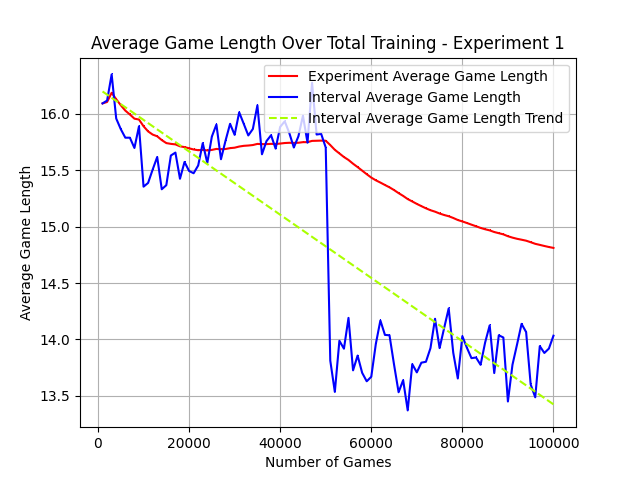 Average Game Length Over Total Training - Experiment 1
Experiment Average Game Length
Interval Average Game Length
Interval Average Game Length Trend
Average Game Length
16.0
15.5
15.0
14.5
14.0
13.5
0
20000
40000
60000
80000
100000
Number of Games